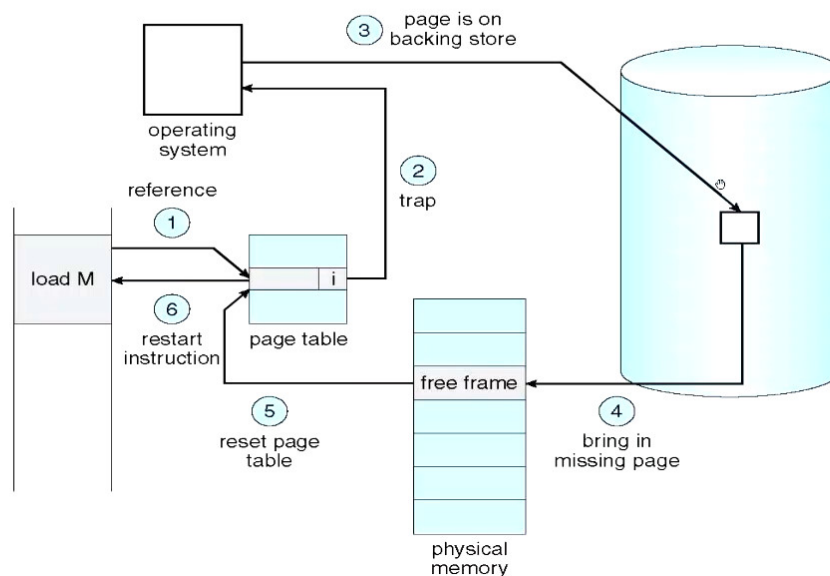 3
page is on
backing store
operating
system
2
trap
reference
1
load M
i
6
restart
instruction
page table
free frame
5
reset page
table
4
bring in
missing page
physical
memory